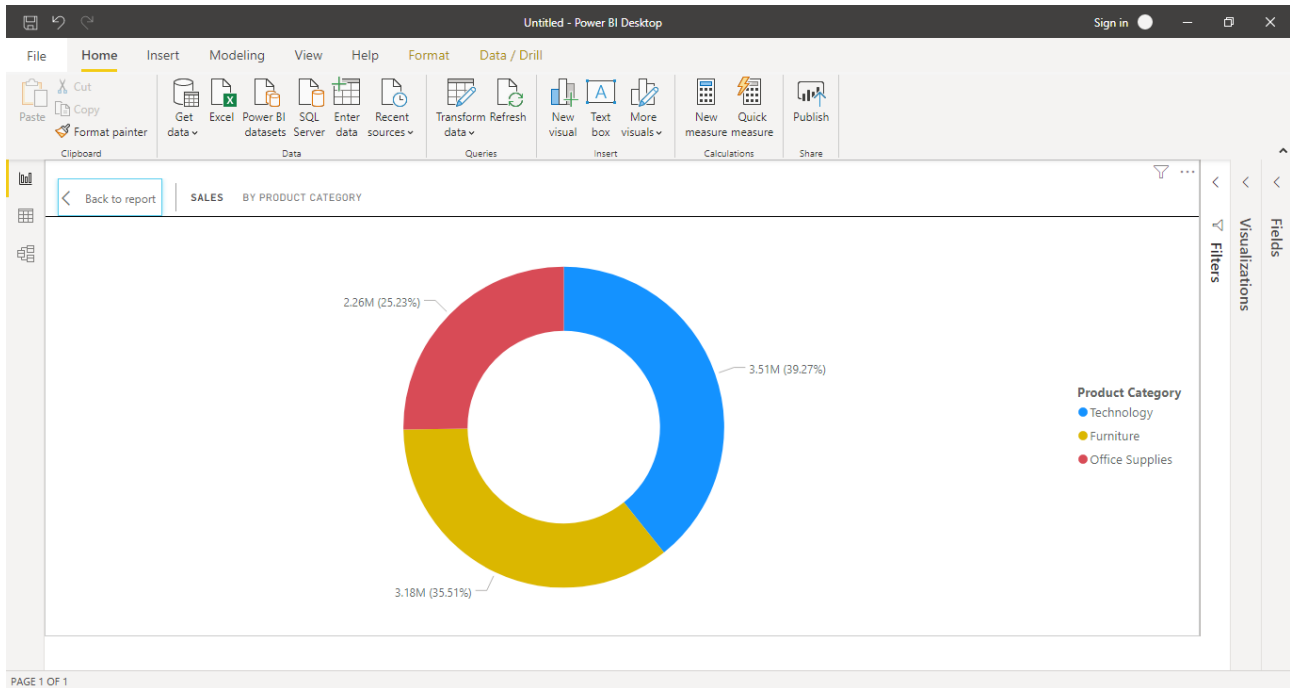 Untitled - Power BI Desktop
Sign in
File Home Insert Modeling View Help Format Data / Drill
Paste
Cut
Copy
Format painter
Clipboard
Get data
Excel
Power BI datasets
SQL Server
Enter data
Recent sources
Data
Transform data
Refresh
Queries
New visual
Text box
More visuals
Insert
New measure
Quick measure
Calculations
Publish
Share
Back to report
SALES BY PRODUCT CATEGORY
2.26M (25.23%)
3.51M (39.27%)
3.18M (35.51%)
Product Category
Technology
Furniture
Office Supplies
Filters
Visualizations
Fields
PAGE 1 OF 1